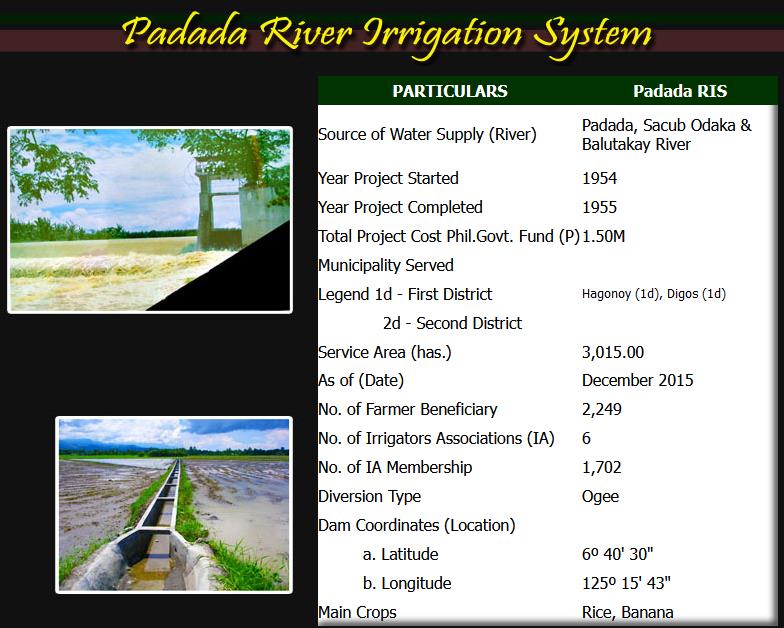 Padada River Irrigation System
PARTICULARS Padada RIS
Source of Water Supply (River) Padada, Sacub Odaka &
Balutakay River
Year Project Started 1954
Year Project Completed 1955
Total Project Cost Phil.Govt. Fund (P) 1.50M
Municipality Served
Legend 1d - First District Hagonoy (1d), Digos (1d)
2d - Second District
Service Area (has.) 3,015.00
As of (Date) December 2015
No. of Farmer Beneficiary 2,249
No. of Irrigators Associations (IA) 6
No. of IA Membership 1,702
Diversion Type Ogee
Dam Coordinates (Location)
a. Latitude 6º 40' 30"
b. Longitude 125º 15' 43"
Main Crops Rice, Banana